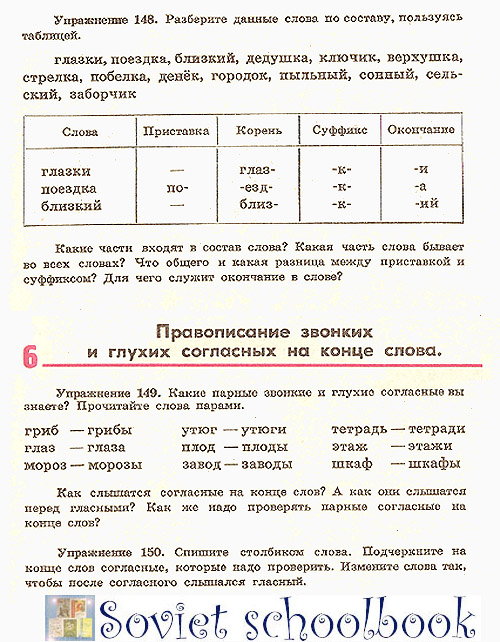 Упражнение 148. Разберите данные слова по составу, пользуясь
таблицей.
глазки, поездка, близкий, дедушка, ключик, верхушка,
стрелка, побелка, денёк, городок, пыльный, сонный, сель-
ский, заборчик
Слова Приставка Корень Суффикс Окончание
глазки — глаз- -к- -и
поездка по- -езд- -к- -а
близкий — близ- -к- -ий
Какие части входят в состав слова? Какая часть слова бывает
во всех словах? Что общего и какая разница между приставкой и
суффиксом? Для чего служит окончание в слове?
6
Правописание звонких
и глухих согласных на конце слова.
Упражнение 149. Какие парные звонкие и глухие согласные вы
знаете? Прочитайте слова парами.
гриб — грибы утюг — утюги тетрадь — тетради
глаз — глаза плод — плоды этаж — этажи
мороз — морозы завод — заводы шкаф — шкафы
Как слышатся согласные на конце слов? А как они слышатся
перед гласными? Как же надо проверять парные согласные на
конце слов?
Упражнение 150. Спишите столбиком слова. Подчеркните на
конце слов согласные, которые надо проверить. Измените слова так,
чтобы после согласного слышался гласный.
Soviet schoolbook